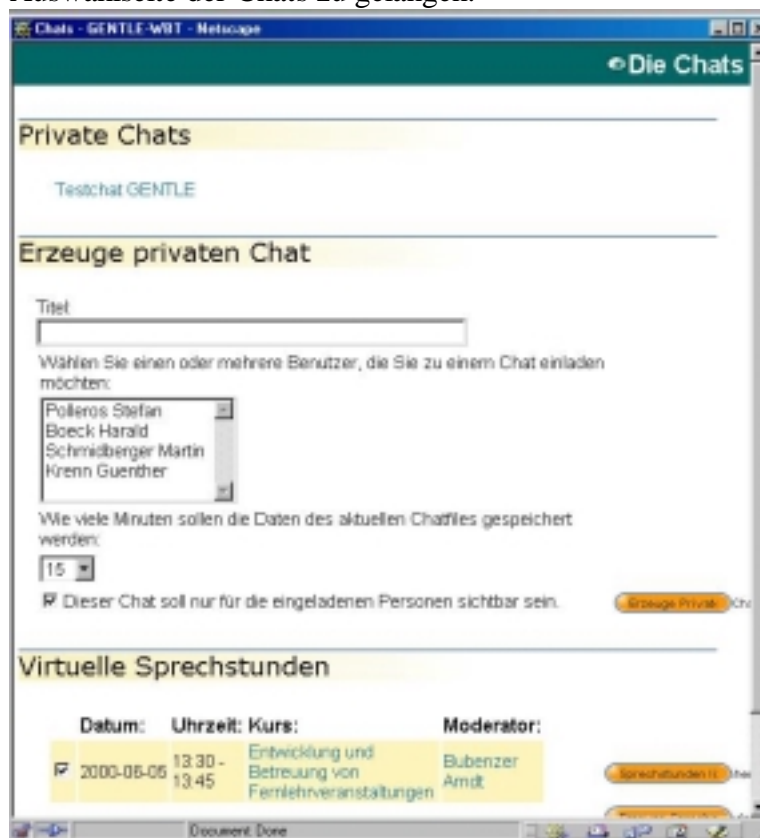 Auswahlseite der Chats zu gelangen.
Chats - GENTLE-WBT - Netscape
Die Chats
Private Chats
Testchat GENTLE
Erzeuge privaten Chat
Titel:
Wählen Sie einen oder mehrere Benutzer, die Sie zu einem Chat einladen
möchten:
Polleros Stefan
Boeck Harald
Schmidberger Martin
Krenn Guenther
Wie viele Minuten sollen die Daten des aktuellen Chatfiles gespeichert
werden:
15
Dieser Chat soll nur für die eingeladenen Personen sichtbar sein.
Erzeuge Private
Virtuelle Sprechstunden
Datum: Uhrzeit: Kurs: Moderator:
2000-06-05 13:30 - 13:45 Entwicklung und Betreuung von Fernlehrveranstaltungen Bubenzer Arndt
Sprechstunden
Document: Done